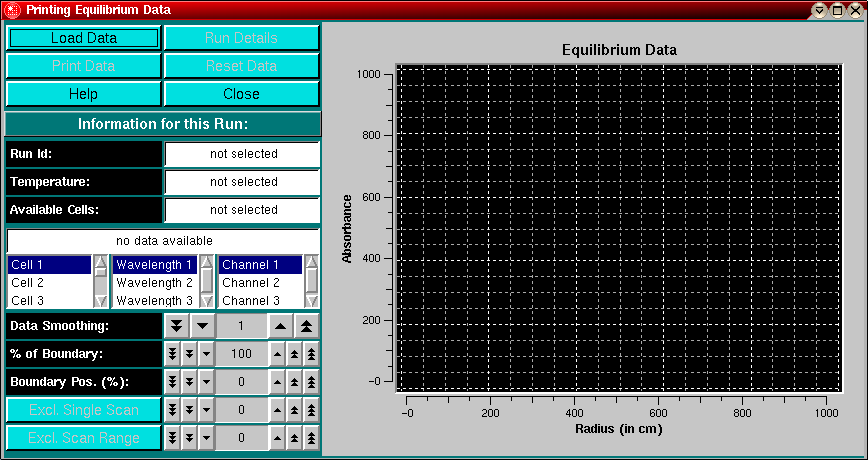 Printing Equilibrium Data
Load Data
Run Details
Print Data
Reset Data
Help
Close
Information for this Run:
Run Id:
not selected
Temperature:
not selected
Available Cells:
not selected
no data available
Cell 1
Cell 2
Cell 3
Wavelength 1
Wavelength 2
Wavelength 3
Channel 1
Channel 2
Channel 3
Data Smoothing:
1
% of Boundary:
100
Boundary Pos. (%):
0
Excl. Single Scan
0
Excl. Scan Range
0
Equilibrium Data
Absorbance
1000
800
600
400
200
-0
-0
200
400
600
800
1000
Radius (in cm)